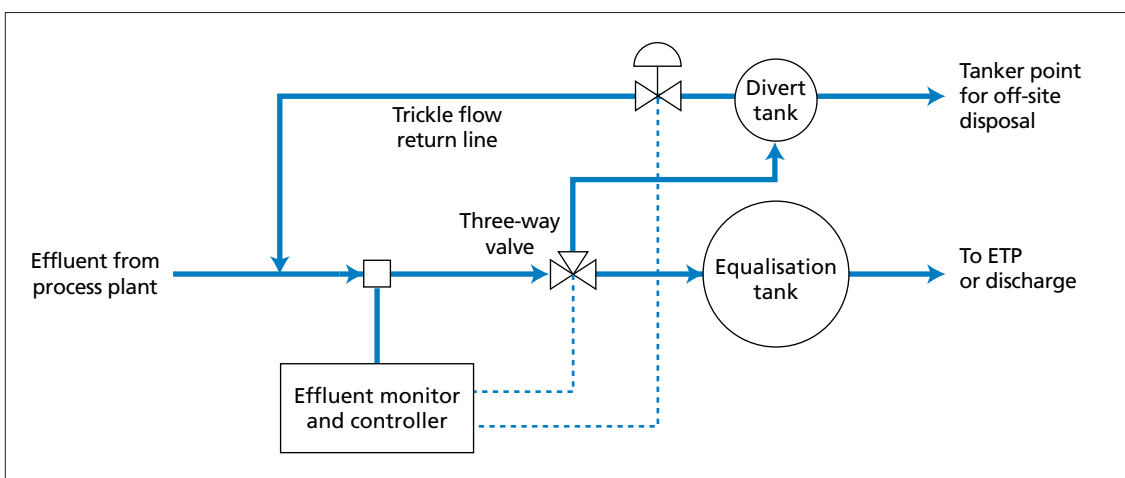 Divert
tank
Tanker point
for off-site
disposal
Trickle flow
return line
Three-way
valve
Effluent from
process plant
Equalisation
tank
To ETP
or discharge
Effluent monitor
and controller